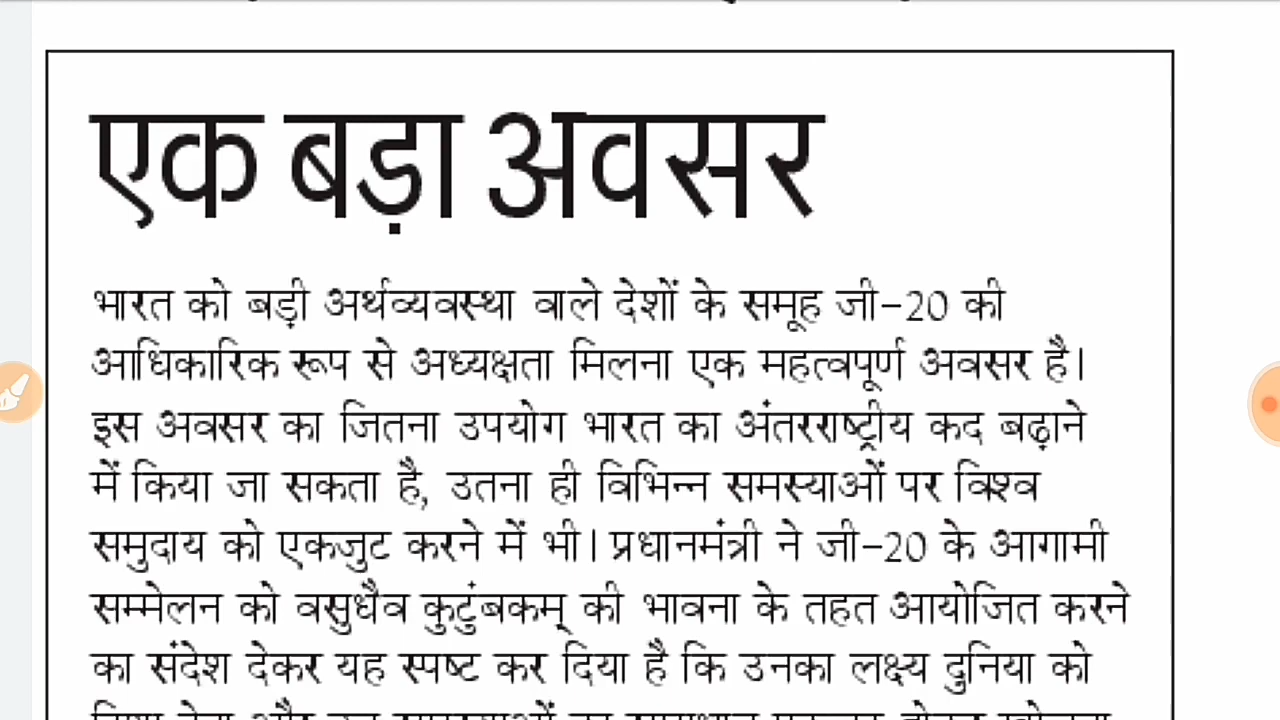 एक बड़ा अवसर
भारत को बड़ी अर्थव्यवस्था वाले देशों के समूह जी-20 की
आधिकारिक रूप से अध्यक्षता मिलना एक महत्वपूर्ण अवसर है।
इस अवसर का जितना उपयोग भारत का अंतरराष्ट्रीय कद बढ़ाने
में किया जा सकता है, उतना ही विभिन्न समस्याओं पर विश्व
समुदाय को एकजुट करने में भी। प्रधानमंत्री ने जी-20 के आगामी
सम्मेलन को वसुधैव कुटुंबकम् की भावना के तहत आयोजित करने
का संदेश देकर यह स्पष्ट कर दिया है कि उनका लक्ष्य दुनिया को